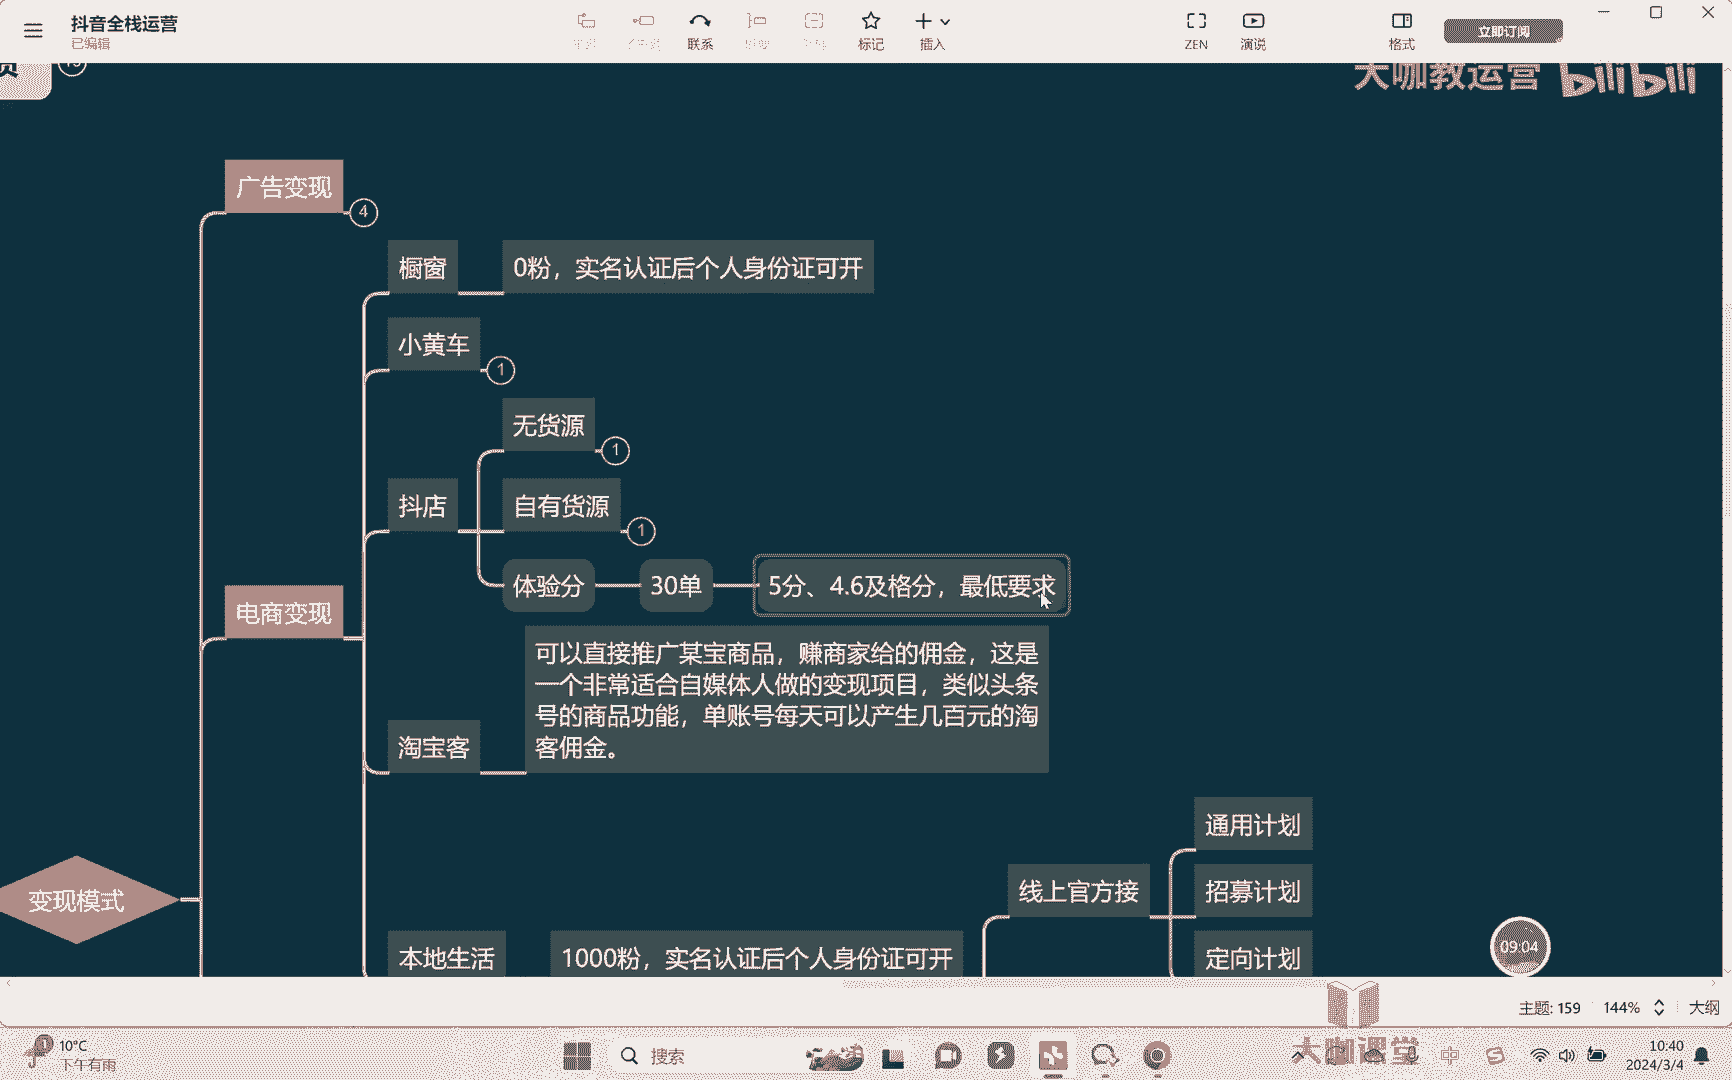 抖音全栈运营
已编辑
联系
标记
插入
ZEN
演说
格式
立即订阅
大咖教运营 bilibili
广告变现
4
橱窗
0粉，实名认证后个人身份证可开
小黄车
1
无货源
1
抖店
自有货源
1
体验分
30单
5分、4.6及格分，最低要求
电商变现
可以直接推广某宝商品，赚商家给的佣金，这是
一个非常适合自媒体人做的变现项目，类似头条
号的商品功能，单账号每天可以产生几百元的淘
客佣金。
淘宝客
通用计划
变现模式
线上官方接
招募计划
本地生活
1000粉，实名认证后个人身份证可开
定向计划
09:04
主题: 159
144%
大纲
1
10°C
下午有雨
搜索
大咖课堂
中
10:40
2024/3/4